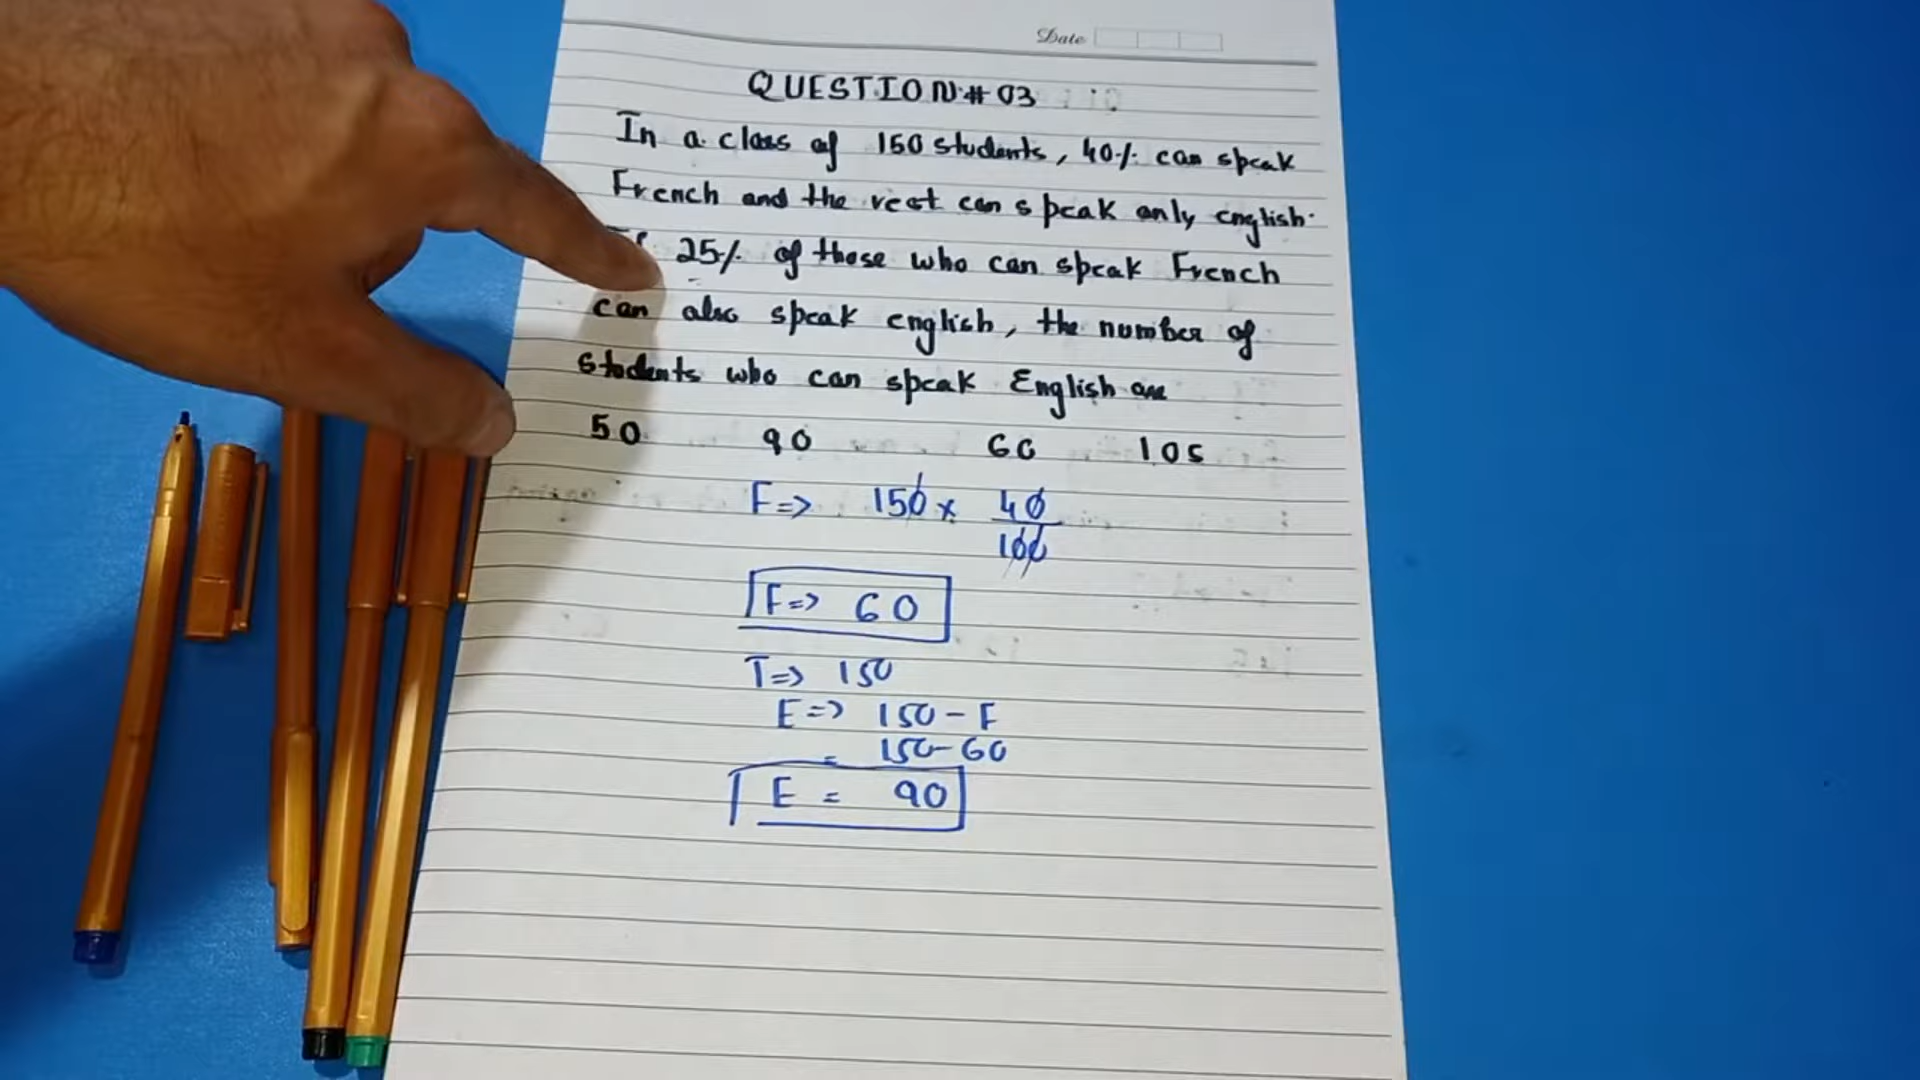 Date
QUESTION # 03
In a class of 150 students, 40% can speak
French and the rest can speak only english.
If 25% of those who can speak French
can also speak english, the number of
students who can speak English are
50 90 60 105
F => 150 × 40/100
F => 60
T => 150
E => 150 - F
= 150 - 60
E = 90